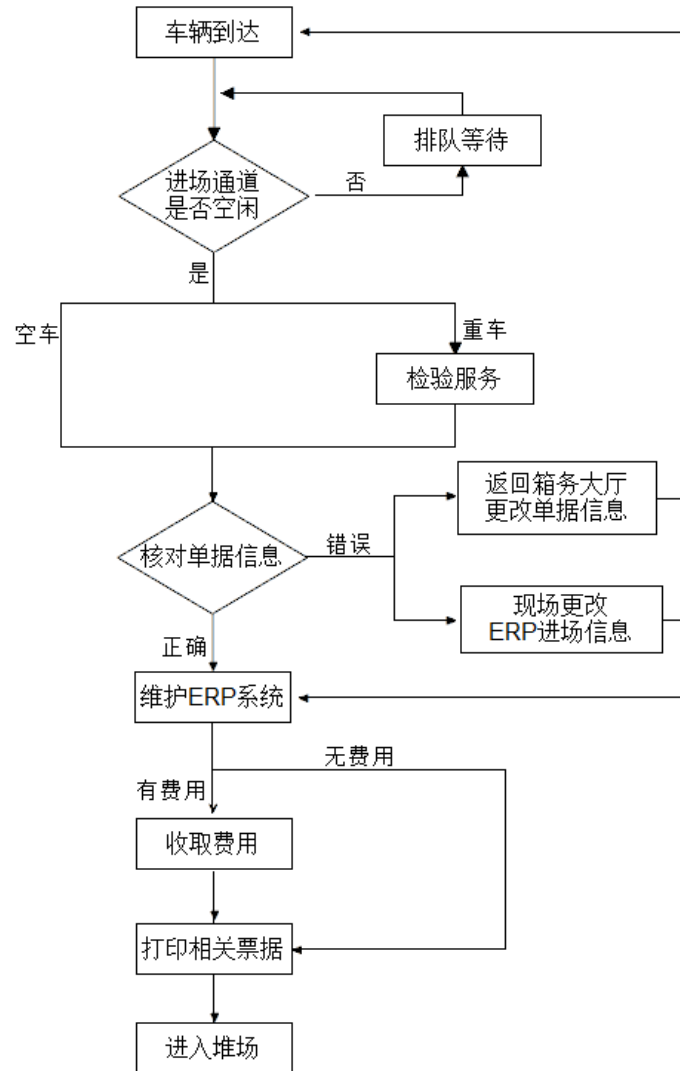 车辆到达
排队等待
进场通道
是否空闲
否
是
空车
重车
检验服务
返回箱务大厅
更改单据信息
错误
核对单据信息
现场更改
ERP进场信息
正确
维护ERP系统
无费用
有费用
收取费用
打印相关票据
进入堆场